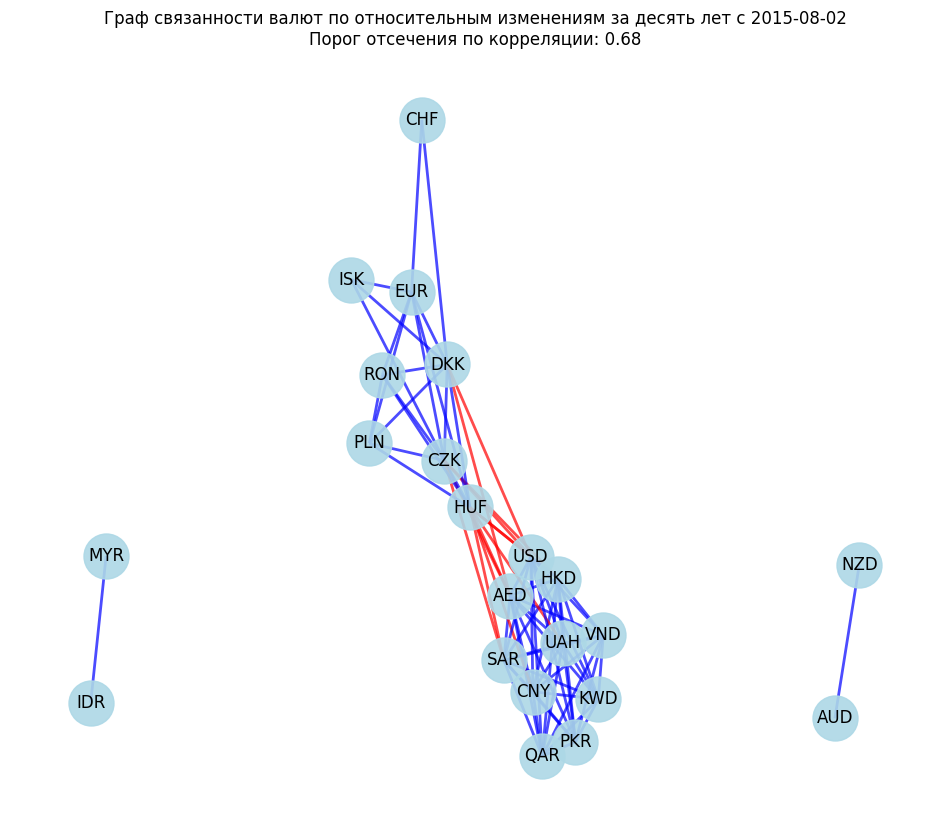 Граф связанности валют по относительным изменениям за десять лет с 2015-08-02
Порог отсечения по корреляции: 0.68
CHF
ISK
EUR
DKK
RON
PLN
CZK
HUF
MYR
USD
NZD
HKD
AED
VND
UAH
SAR
CNY
KWD
IDR
AUD
PKR
QAR